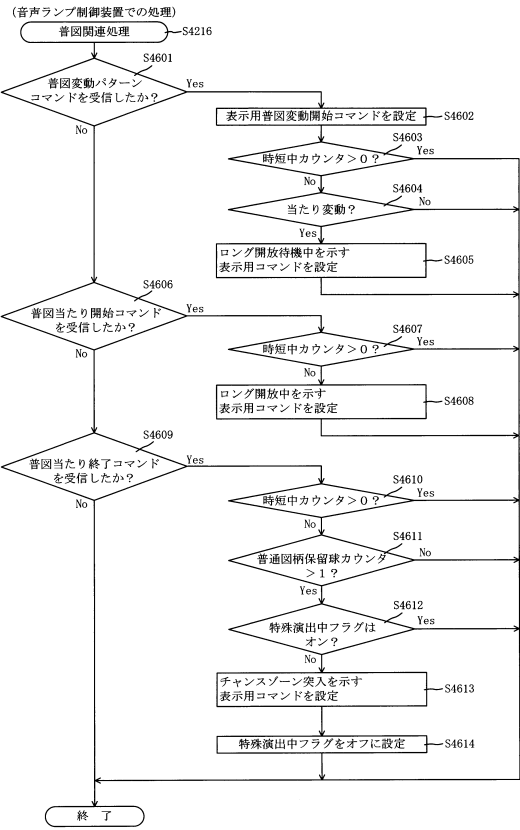 (音声ランプ制御装置での処理)
普図関連処理
S4216
S4601
普図変動パターン
コマンドを受信したか?
Yes
No
表示用普図変動開始コマンドを設定
S4602
S4603
時短中カウンタ>0?
Yes
No
S4604
当たり変動?
No
Yes
ロング開放待機中を示す
表示用コマンドを設定
S4605
S4606
普図当たり開始コマンド
を受信したか?
Yes
No
S4607
時短中カウンタ>0?
Yes
No
ロング開放中を示す
表示用コマンドを設定
S4608
S4609
普図当たり終了コマンド
を受信したか?
Yes
No
S4610
時短中カウンタ>0?
Yes
No
S4611
普通図柄保留球カウンタ
>1?
No
Yes
S4612
特殊演出中フラグは
オン?
Yes
No
チャンスゾーン突入を示す
表示用コマンドを設定
S4613
特殊演出中フラグをオフに設定
S4614
終 了